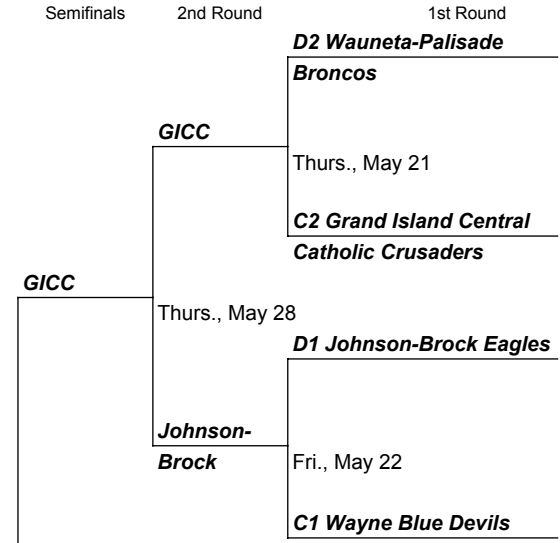 Semifinals 2nd Round 1st Round
D2 Wauneta-Palisade
Broncos
GICC
Thurs., May 21
C2 Grand Island Central
Catholic Crusaders
GICC
Thurs., May 28
D1 Johnson-Brock Eagles
Johnson-
Brock
Fri., May 22
C1 Wayne Blue Devils